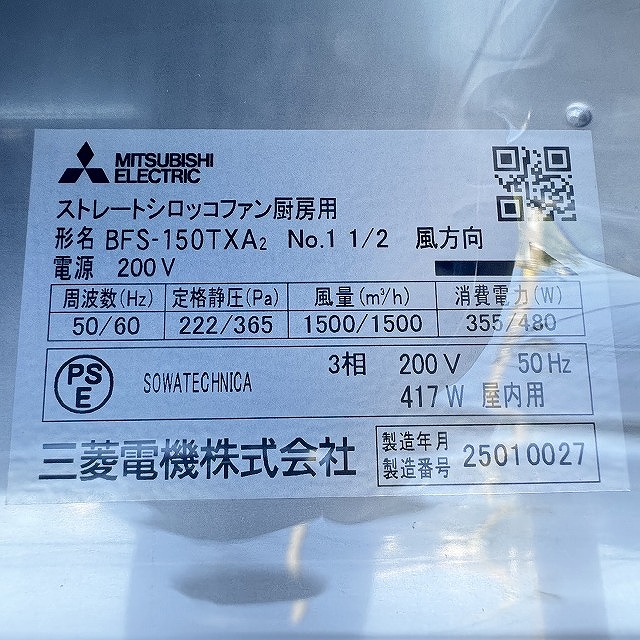 MITSUBISHI
ELECTRIC
ストレートシロッコファン厨房用
形名 BFS-150TXA₂ No.1 1/2 風方向
電源 200V
周波数(Hz) 定格静圧(Pa) 風量(m³/h) 消費電力(W)
50/60 222/365 1500/1500 355/480
PS
E
SOWATECHNICA
3相 200V 50Hz
417W 屋内用
三菱電機株式会社
製造年月
製造番号 25010027